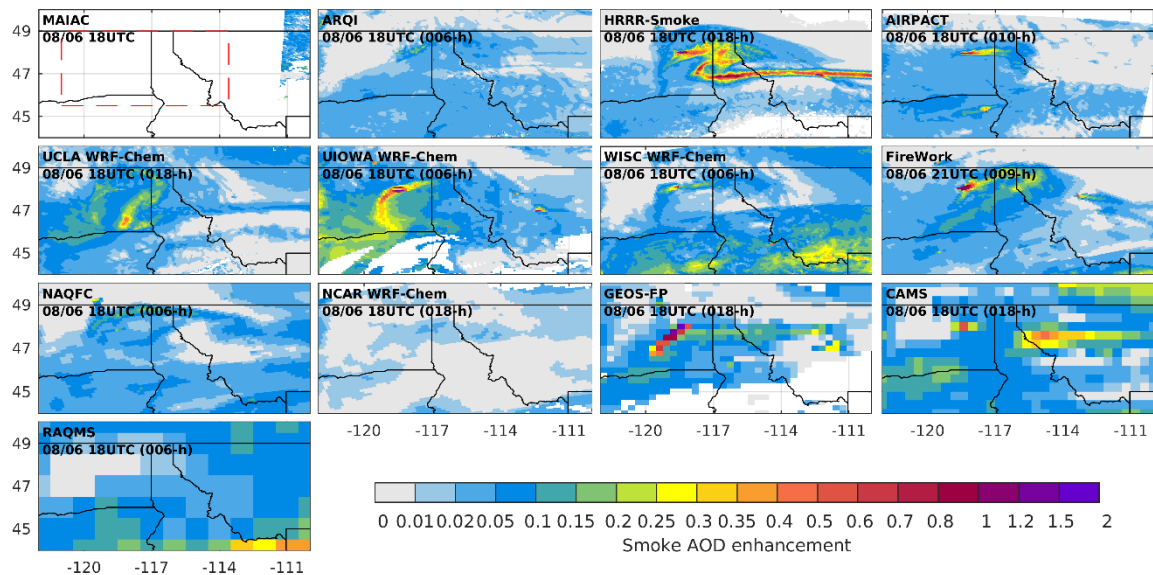 MAIAC
08/06 18UTC
ARQI
08/06 18UTC (006-h)
HRRR-Smoke
08/06 18UTC (018-h)
AIRPACT
08/06 18UTC (010-h)
49
47
45
UCLA WRF-Chem
08/06 18UTC (018-h)
UIOWA WRF-Chem
08/06 18UTC (006-h)
WISC WRF-Chem
08/06 18UTC (006-h)
FireWork
08/06 21UTC (009-h)
49
47
45
NAQFC
08/06 18UTC (006-h)
NCAR WRF-Chem
08/06 18UTC (018-h)
GEOS-FP
08/06 18UTC (018-h)
CAMS
08/06 18UTC (006-h)
49
47
45
-120 -117 -114 -111
-120 -117 -114 -111
-120 -117 -114 -111
RAQMS
08/06 18UTC (006-h)
49
47
45
-120 -117 -114 -111
0 0.01 0.02 0.05 0.1 0.15 0.2 0.25 0.3 0.35 0.4 0.5 0.6 0.7 0.8 1 1.2 1.5 2
Smoke AOD enhancement